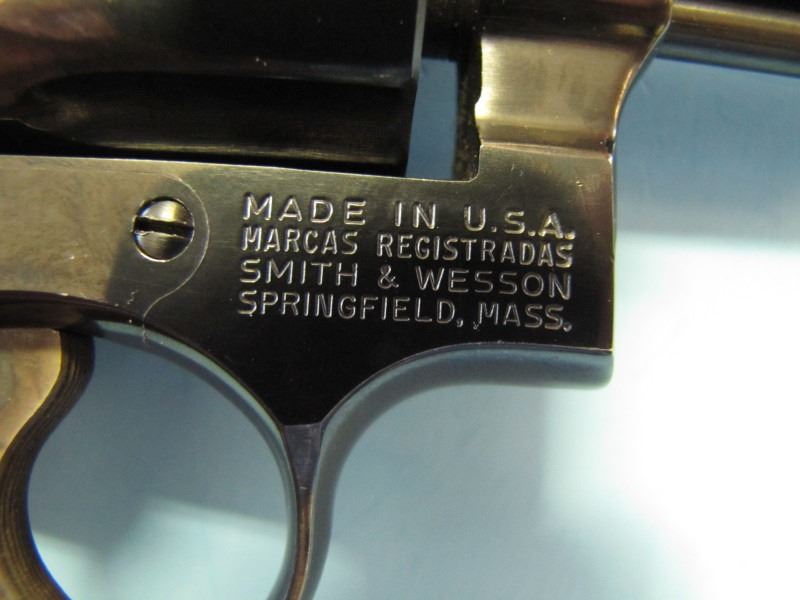 MADE IN U.S.A.
MARCAS REGISTRADAS
SMITH & WESSON
SPRINGFIELD, MASS.